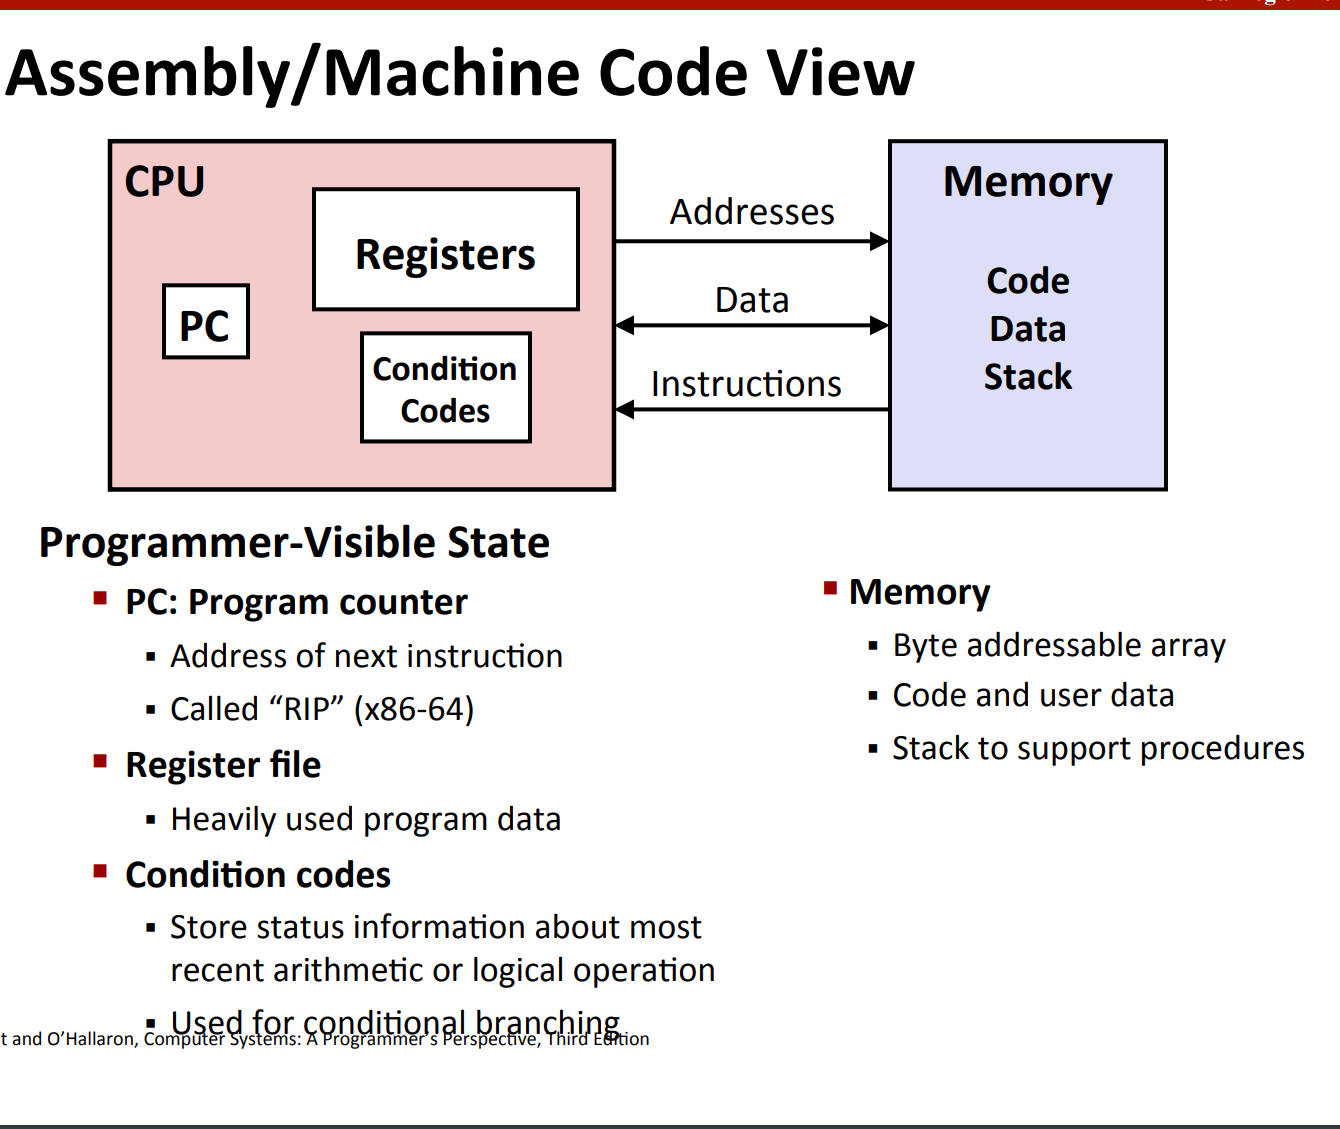 Assembly/Machine Code View
CPU
Registers
PC
Condition
Codes
Addresses
Data
Instructions
Memory
Code
Data
Stack
Programmer-Visible State
▪ PC: Program counter
▪ Address of next instruction
▪ Called “RIP” (x86-64)
▪ Register file
▪ Heavily used program data
▪ Condition codes
▪ Store status information about most
recent arithmetic or logical operation
▪ Used for conditional branching
▪ Memory
▪ Byte addressable array
▪ Code and user data
▪ Stack to support procedures
t and O’Hallaron, Computer Systems: A Programmer’s Perspective, Third Edition